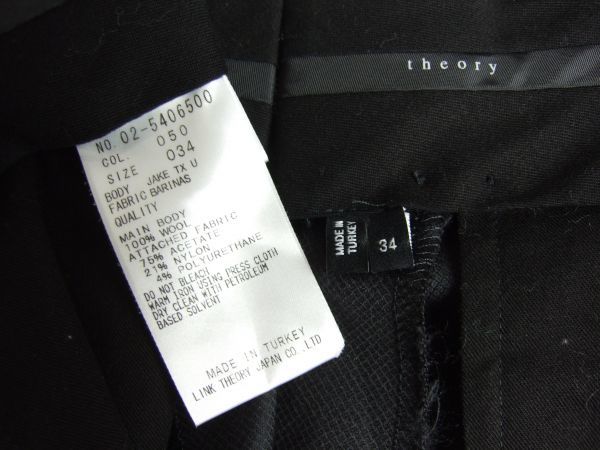 theory
NO. 02-5406500
COL. 050
SIZE 034
BODY JAKE TX U
FABRIC BARINAS
QUALITY
MAIN BODY
100% WOOL
ATTACHED FABRIC
75% ACETATE
21% NYLON
4% POLYURETHANE
DO NOT BLEACH
WARM IRON USING PRESS CLOTH
DRY CLEAN WITH PETROLEUM
BASED SOLVENT
MADE IN TURKEY
LINK THEORY JAPAN CO.,LTD
MADE IN
TURKEY
34